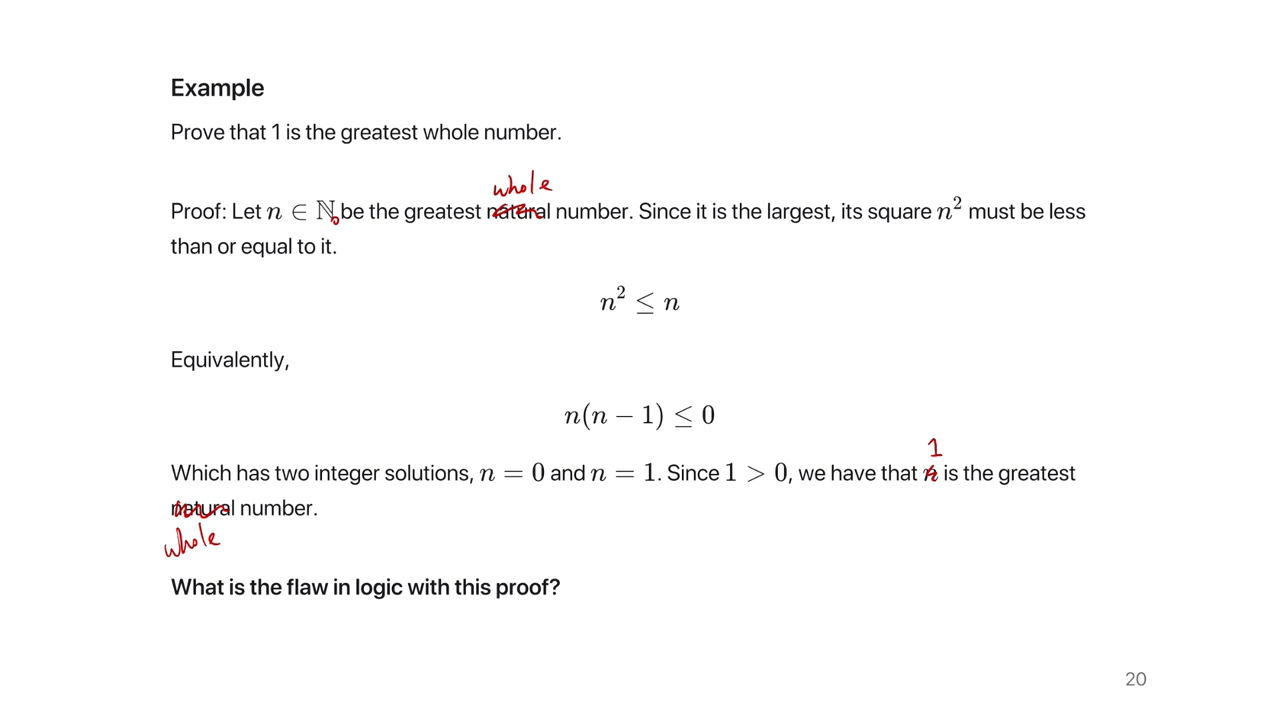 Example
Prove that 1 is the greatest whole number.
whole
Proof: Let n ∈ ℕ₀ be the greatest natural number. Since it is the largest, its square n² must be less
than or equal to it.
n² ≤ n
Equivalently,
n(n − 1) ≤ 0
1
Which has two integer solutions, n = 0 and n = 1. Since 1 > 0, we have that n is the greatest
natural number.
whole
What is the flaw in logic with this proof?
20